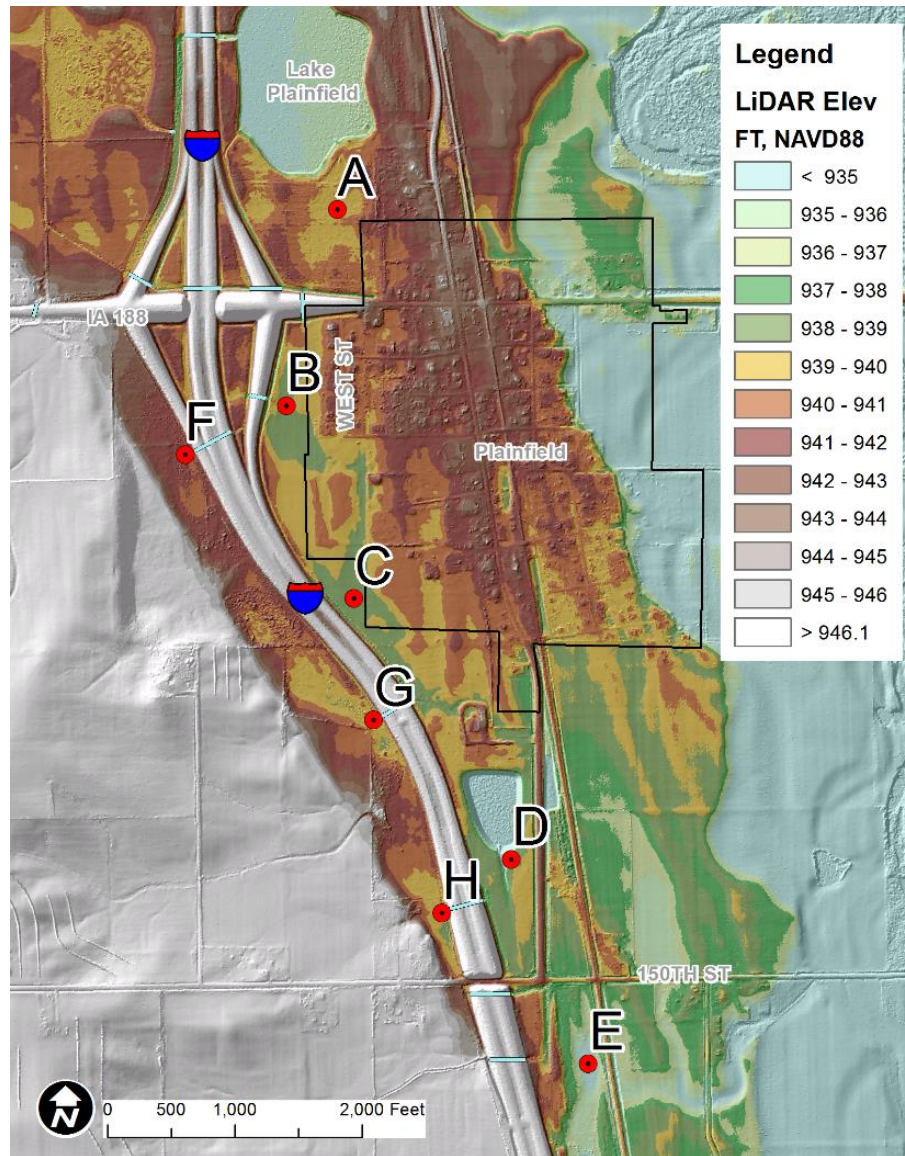 Lake
Plainfield
A
IA 188
WEST ST
B
F
Plainfield
C
G
D
H
150TH ST
E
N
0 500 1,000 2,000 Feet
Legend
LiDAR Elev
FT, NAVD88
< 935
935 - 936
936 - 937
937 - 938
938 - 939
939 - 940
940 - 941
941 - 942
942 - 943
943 - 944
944 - 945
945 - 946
> 946.1